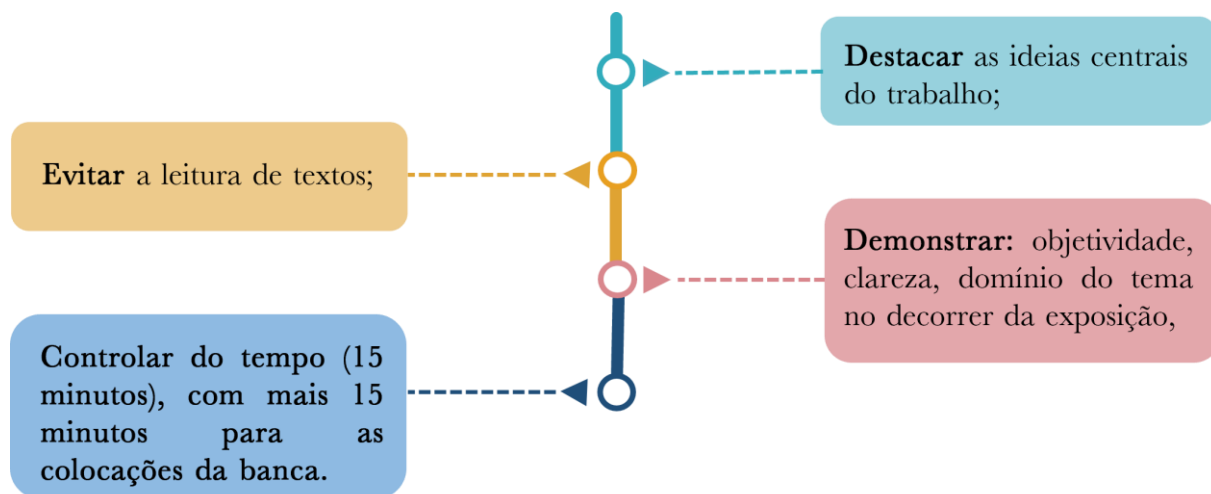 Destacar as ideias centrais
do trabalho;
Evitar a leitura de textos;
Demonstrar: objetividade,
clareza, domínio do tema
no decorrer da exposição,
Controlar do tempo (15
minutos), com mais 15
minutos para as
colocações da banca.